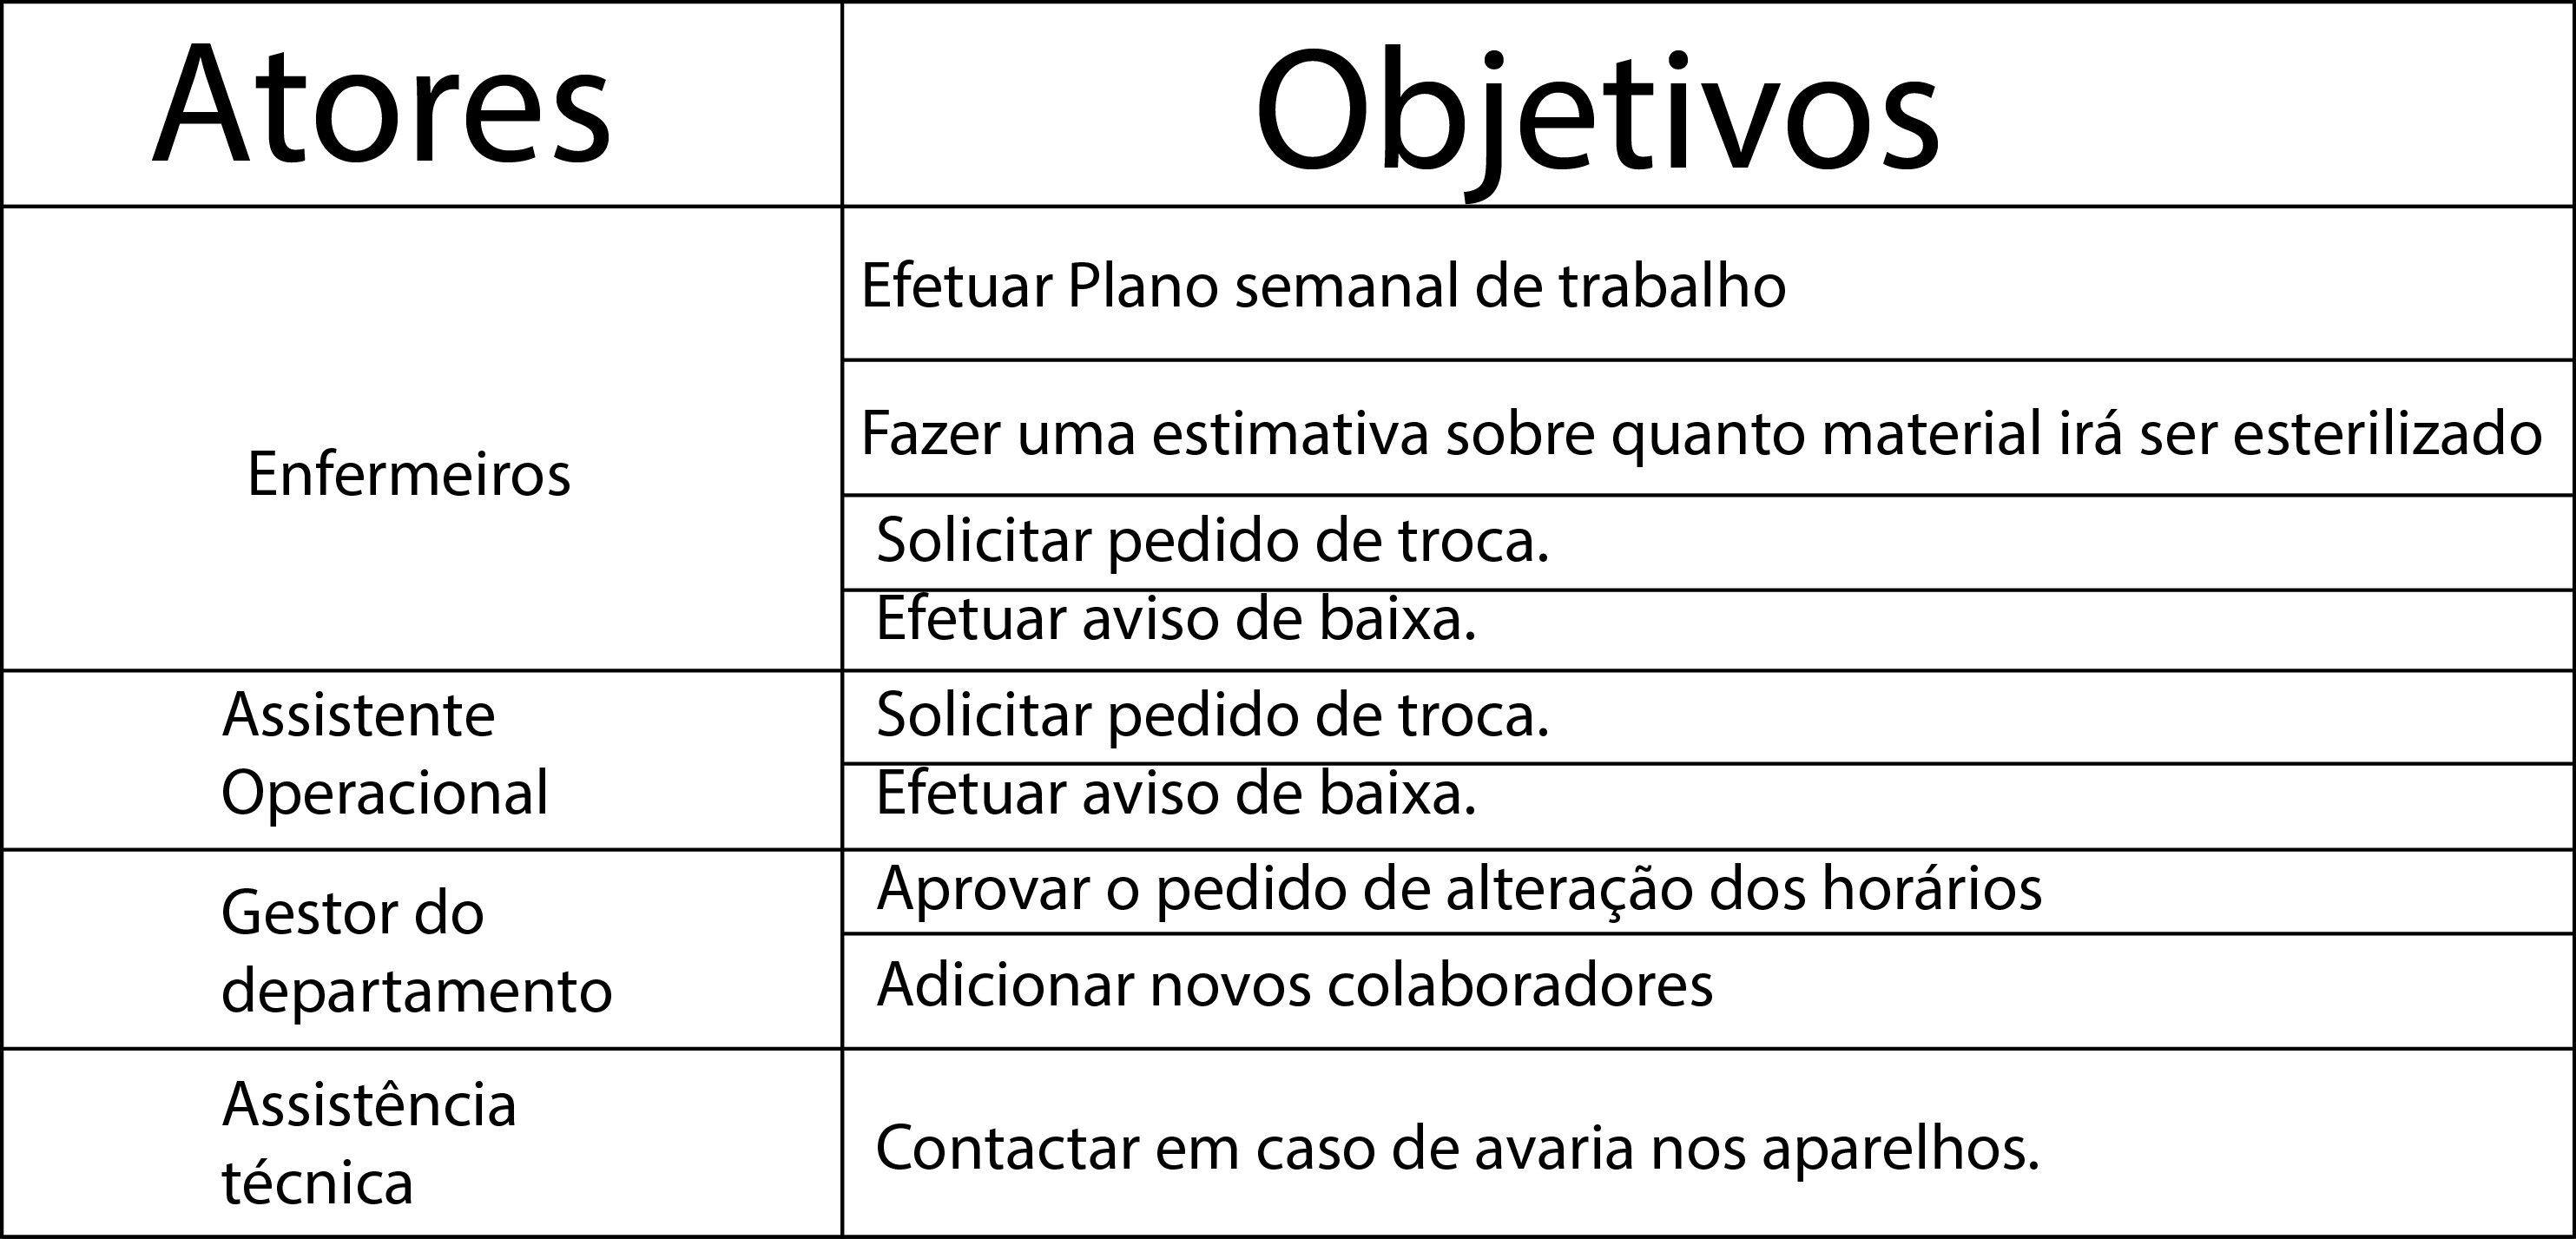 Atores
Objetivos
Enfermeiros
Efetuar Plano semanal de trabalho
Fazer uma estimativa sobre quanto material irá ser esterilizado
Solicitar pedido de troca.
Efetuar aviso de baixa.
Assistente
Operacional
Solicitar pedido de troca.
Efetuar aviso de baixa.
Gestor do
departamento
Aprovar o pedido de alteração dos horários
Adicionar novos colaboradores
Assistência
técnica
Contactar em caso de avaria nos aparelhos.